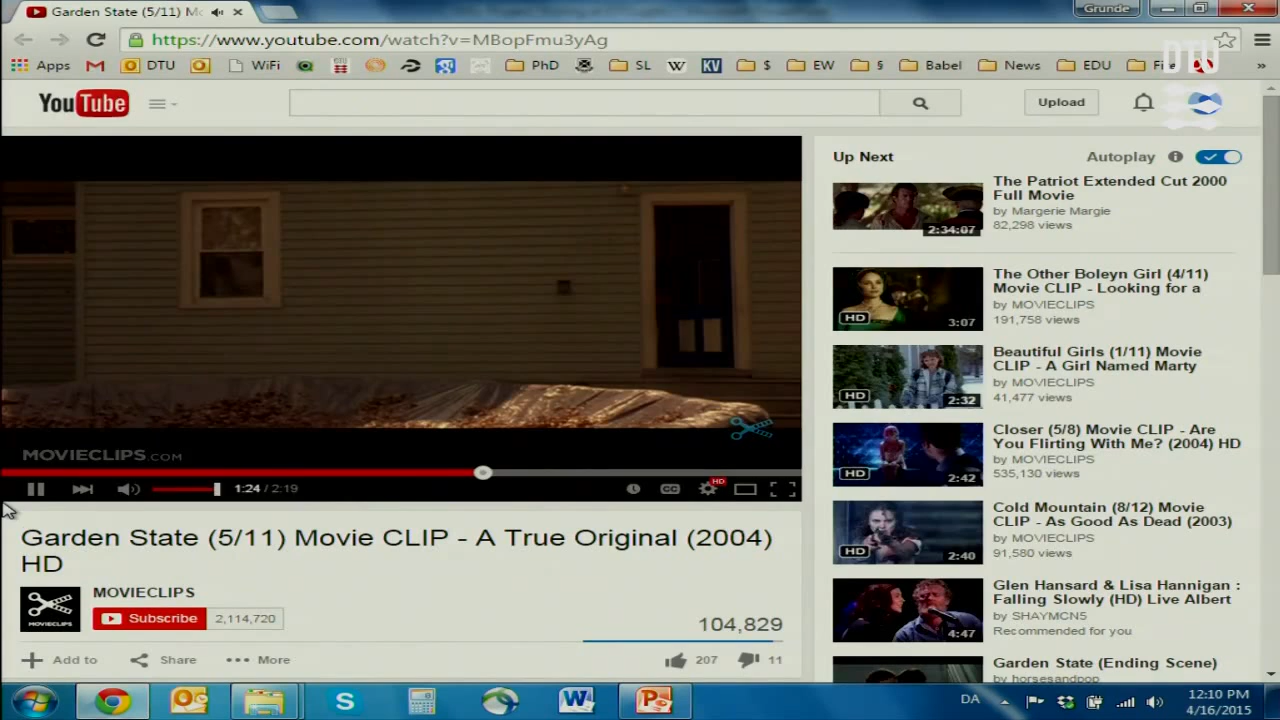 Garden State (5/11) Mo
Grunde
https://www.youtube.com/watch?v=MBopFmu3yAg
Apps
DTU
WiFi
PhD
SL
W
KV
$
EW
§
Babel
News
EDU
»
DTU
YouTube
Upload
Up Next
Autoplay
The Patriot Extended Cut 2000
Full Movie
by Margerie Margie
82,298 views
2:34:07
The Other Boleyn Girl (4/11)
Movie CLIP - Looking for a
by MOVIECLIPS
191,758 views
HD
3:07
Beautiful Girls (1/11) Movie
CLIP - A Girl Named Marty
by MOVIECLIPS
41,477 views
HD
2:32
Closer (5/8) Movie CLIP - Are
You Flirting With Me? (2004) HD
by MOVIECLIPS
535,130 views
HD
2:42
Cold Mountain (8/12) Movie
CLIP - As Good As Dead (2003)
by MOVIECLIPS
91,580 views
HD
2:40
Glen Hansard & Lisa Hannigan :
Falling Slowly (HD) Live Albert
by SHAYMCN5
Recommended for you
4:47
Garden State (Ending Scene)
by horsesandpop
MOVIECLIPS.COM
1:24 / 2:19
CC
HD
Garden State (5/11) Movie CLIP - A True Original (2004)
HD
MOVIECLIPS
MOVIECLIPS
Subscribe
2,114,720
104,829
Add to
Share
More
207
11
DA
12:10 PM
4/16/2015